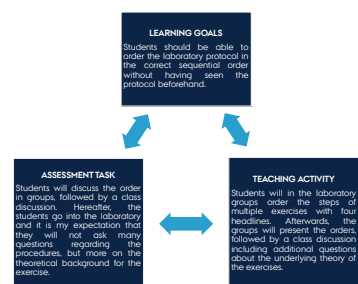 LEARNING GOALS
Students should be able to
order the laboratory protocol in
the correct sequential order
without having seen the
protocol beforehand.
ASSESSMENT TASK
Students will discuss the order
in groups, followed by a class
discussion. Hereafter, the
students go into the laboratory
and it is my expectation that
they will not ask many
questions regarding the
procedures, but more on the
theoretical background for the
exercise.
TEACHING ACTIVITY
Students will in the laboratory
groups order the steps of
multiple exercises with four
headlines. Afterwards, the
groups will present the orders,
followed by a class discussion
including additional questions
about the underlying theory of
the exercises.